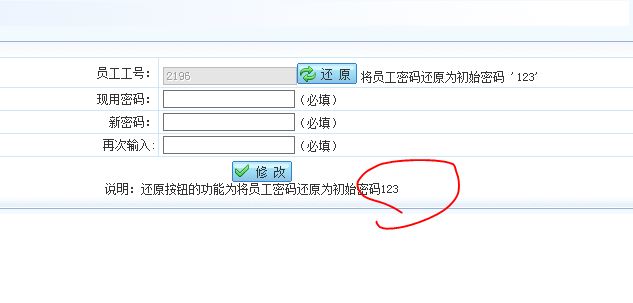 员工工号： 2196 还 原 将员工密码还原为初始密码 '123'
现用密码： （必填）
新密码： （必填）
再次输入: （必填）
修 改
说明：还原按钮的功能为将员工密码还原为初始密码123